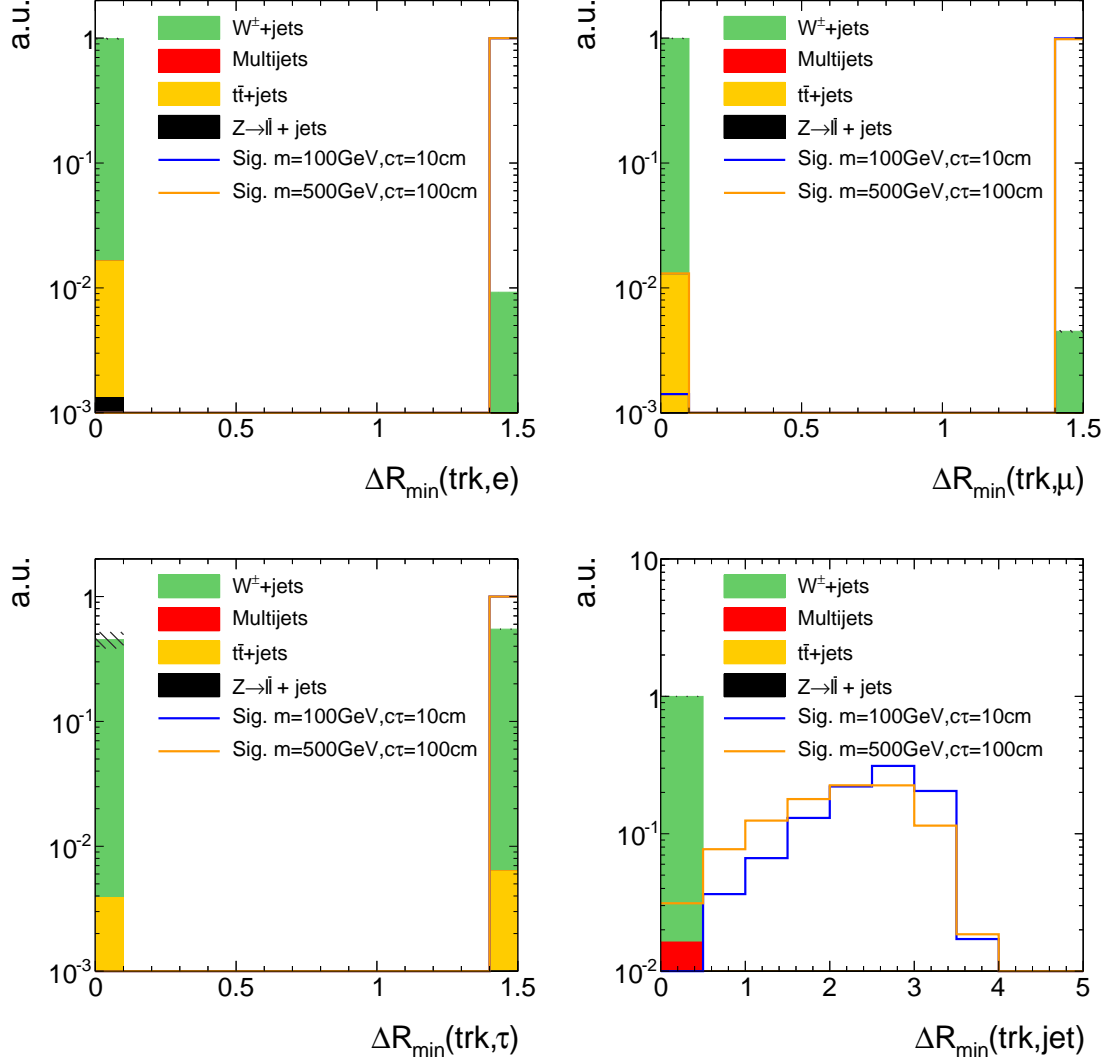 a.u.
W±+jets
Multijets
tt̄+jets
Z→ll̄ + jets
Sig. m=100GeV,cτ=10cm
Sig. m=500GeV,cτ=100cm
1
10⁻¹
10⁻²
10⁻³
0 0.5 1 1.5
ΔR_min(trk,e)
a.u.
W±+jets
Multijets
tt̄+jets
Z→ll̄ + jets
Sig. m=100GeV,cτ=10cm
Sig. m=500GeV,cτ=100cm
1
10⁻¹
10⁻²
10⁻³
0 0.5 1 1.5
ΔR_min(trk,μ)
a.u.
W±+jets
Multijets
tt̄+jets
Z→ll̄ + jets
Sig. m=100GeV,cτ=10cm
Sig. m=500GeV,cτ=100cm
1
10⁻¹
10⁻²
10⁻³
0 0.5 1 1.5
ΔR_min(trk,τ)
a.u.
10
W±+jets
Multijets
tt̄+jets
Z→ll̄ + jets
Sig. m=100GeV,cτ=10cm
Sig. m=500GeV,cτ=100cm
1
10⁻¹
10⁻²
0 1 2 3 4 5
ΔR_min(trk,jet)